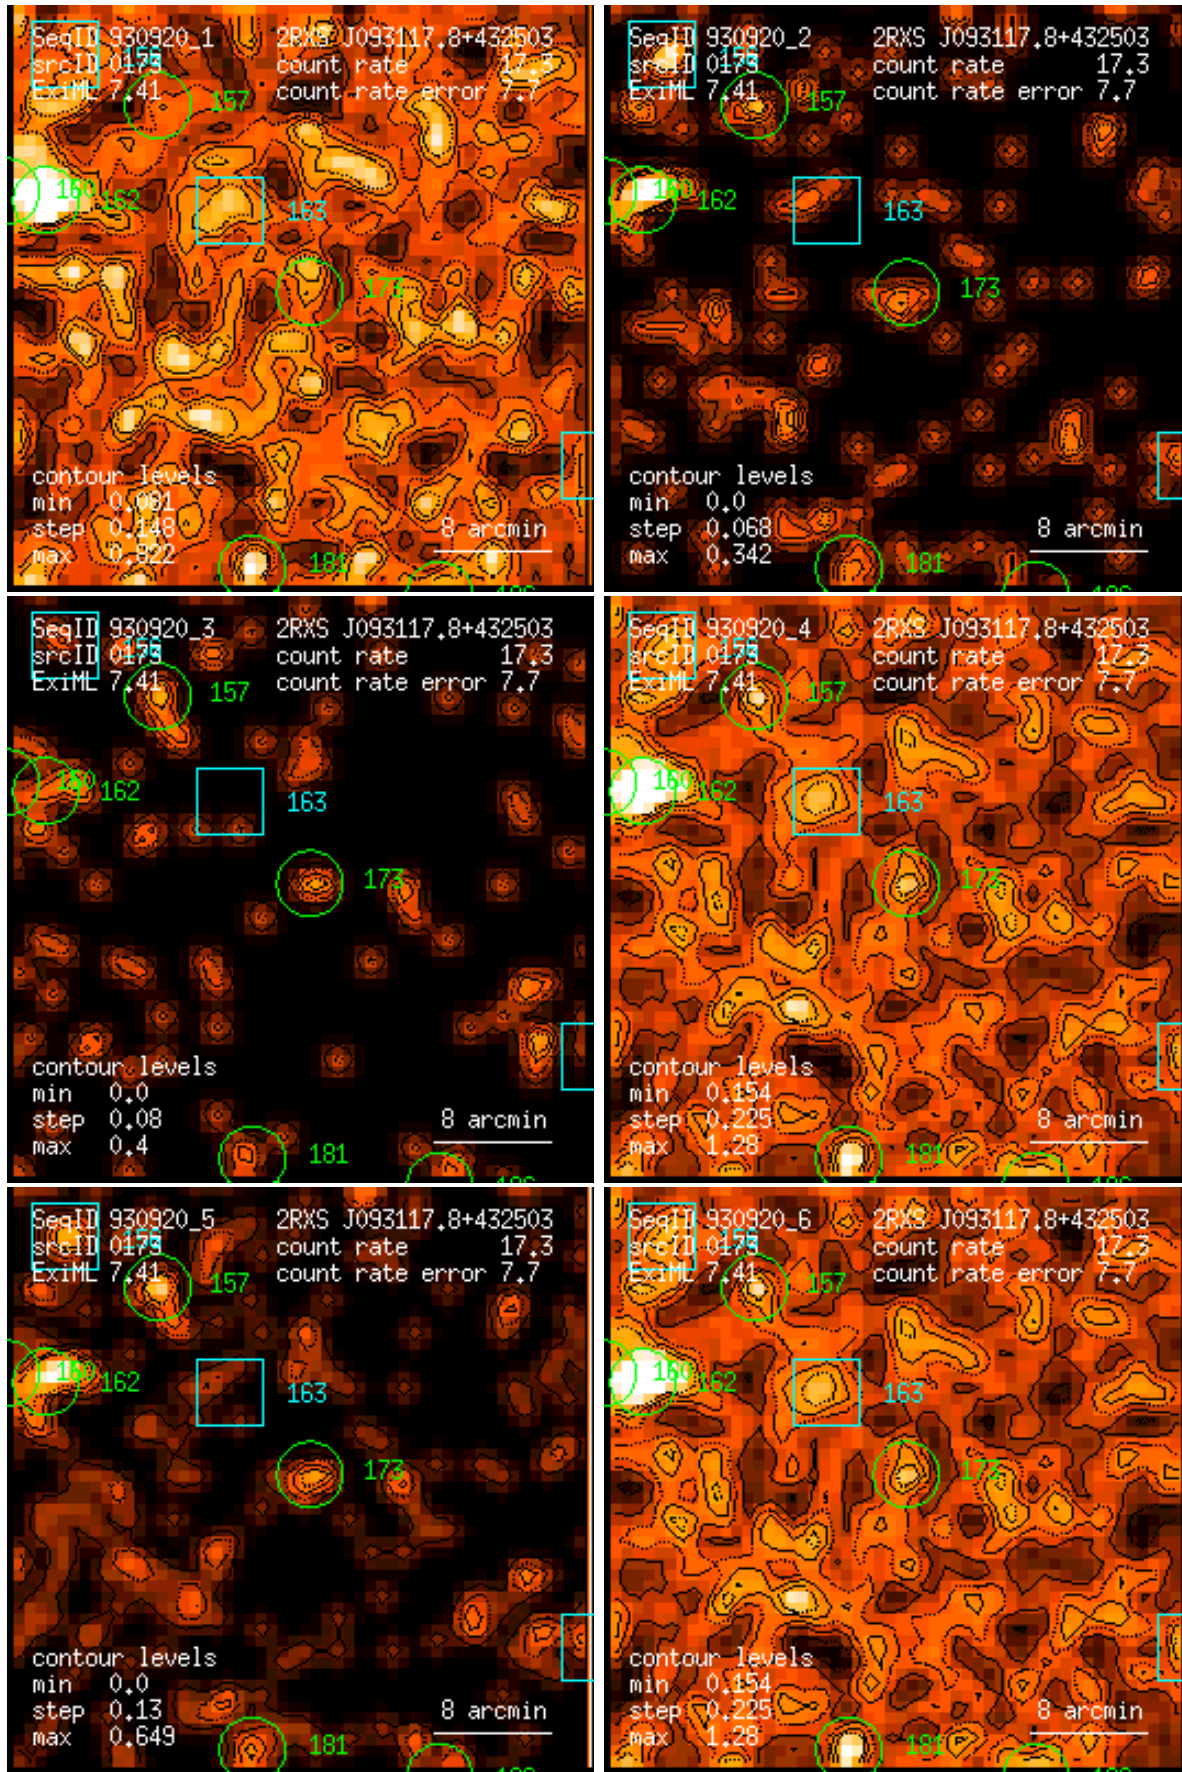 SeqID 930920_1 2RXS J093117.8+432503
srcID 0173 count rate 17.3
ExiML 7.41 count rate error 7.7
157
160 162
163
173
contour levels
min 0.081
step 0.148
max 0.822
8 arcmin
181
SeqID 930920_2 2RXS J093117.8+432503
srcID 0173 count rate 17.3
ExiML 7.41 count rate error 7.7
157
160 162
163
173
contour levels
min 0.0
step 0.068
max 0.342
8 arcmin
181
SeqID 930920_3 2RXS J093117.8+432503
srcID 0173 count rate 17.3
ExiML 7.41 count rate error 7.7
157
160 162
163
173
contour levels
min 0.0
step 0.08
max 0.4
8 arcmin
181
SeqID 930920_4 2RXS J093117.8+432503
srcID 0173 count rate 17.3
ExiML 7.41 count rate error 7.7
157
160 162
163
173
contour levels
min 0.154
step 0.225
max 1.28
8 arcmin
181
SeqID 930920_5 2RXS J093117.8+432503
srcID 0173 count rate 17.3
ExiML 7.41 count rate error 7.7
157
160 162
163
173
contour levels
min 0.0
step 0.13
max 0.649
8 arcmin
181
SeqID 930920_6 2RXS J093117.8+432503
srcID 0173 count rate 17.3
ExiML 7.41 count rate error 7.7
157
160 162
163
173
contour levels
min 0.154
step 0.225
max 1.28
8 arcmin
181